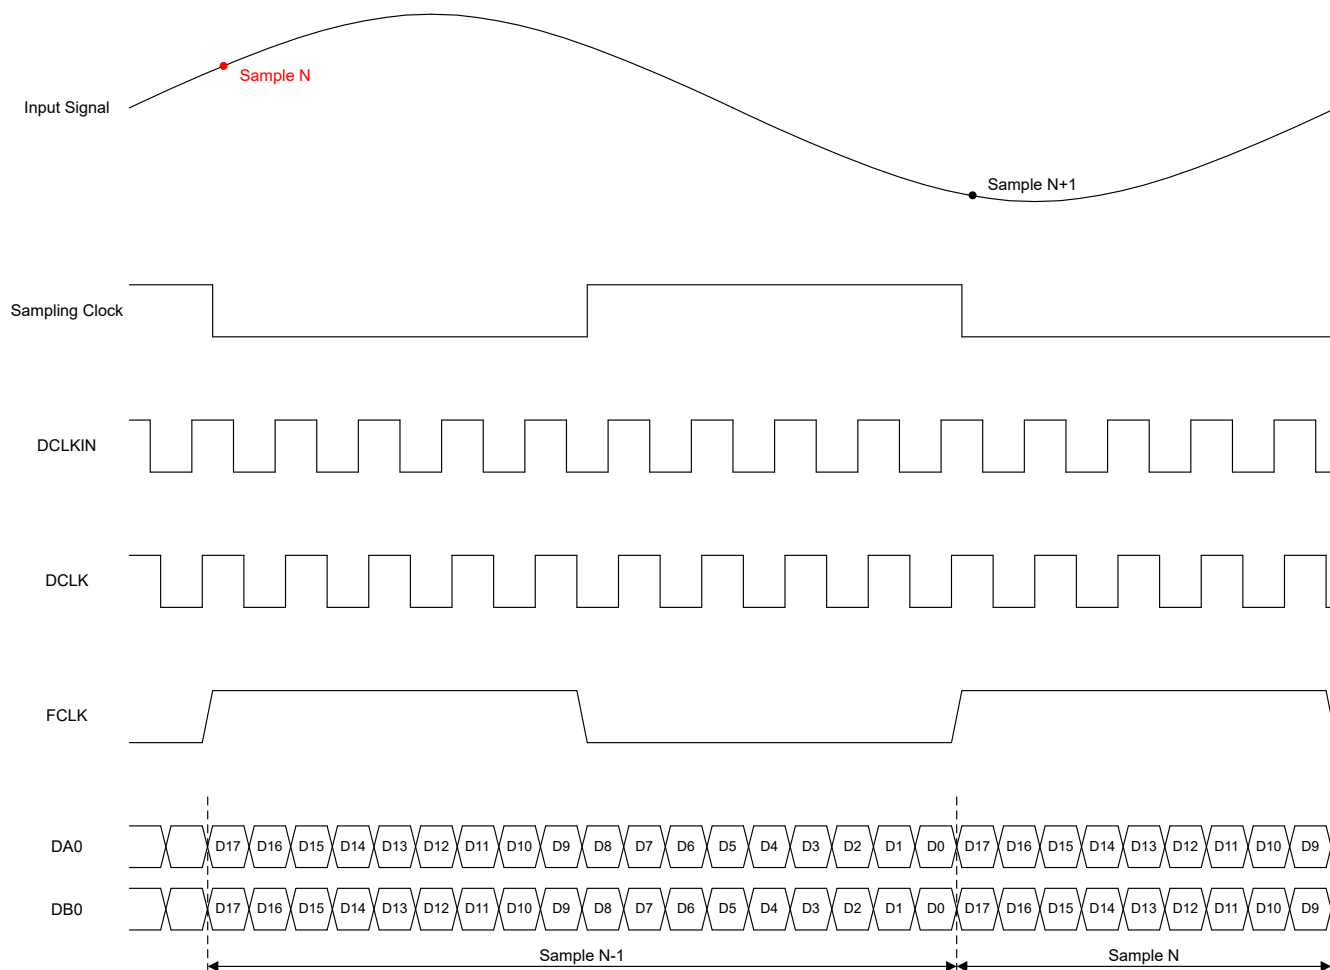 Sample N
Input Signal
Sample N+1
Sampling Clock
DCLKIN
DCLK
FCLK
DA0 D17 D16 D15 D14 D13 D12 D11 D10 D9 D8 D7 D6 D5 D4 D3 D2 D1 D0 D17 D16 D15 D14 D13 D12 D11 D10 D9
DB0 D17 D16 D15 D14 D13 D12 D11 D10 D9 D8 D7 D6 D5 D4 D3 D2 D1 D0 D17 D16 D15 D14 D13 D12 D11 D10 D9
Sample N-1 Sample N